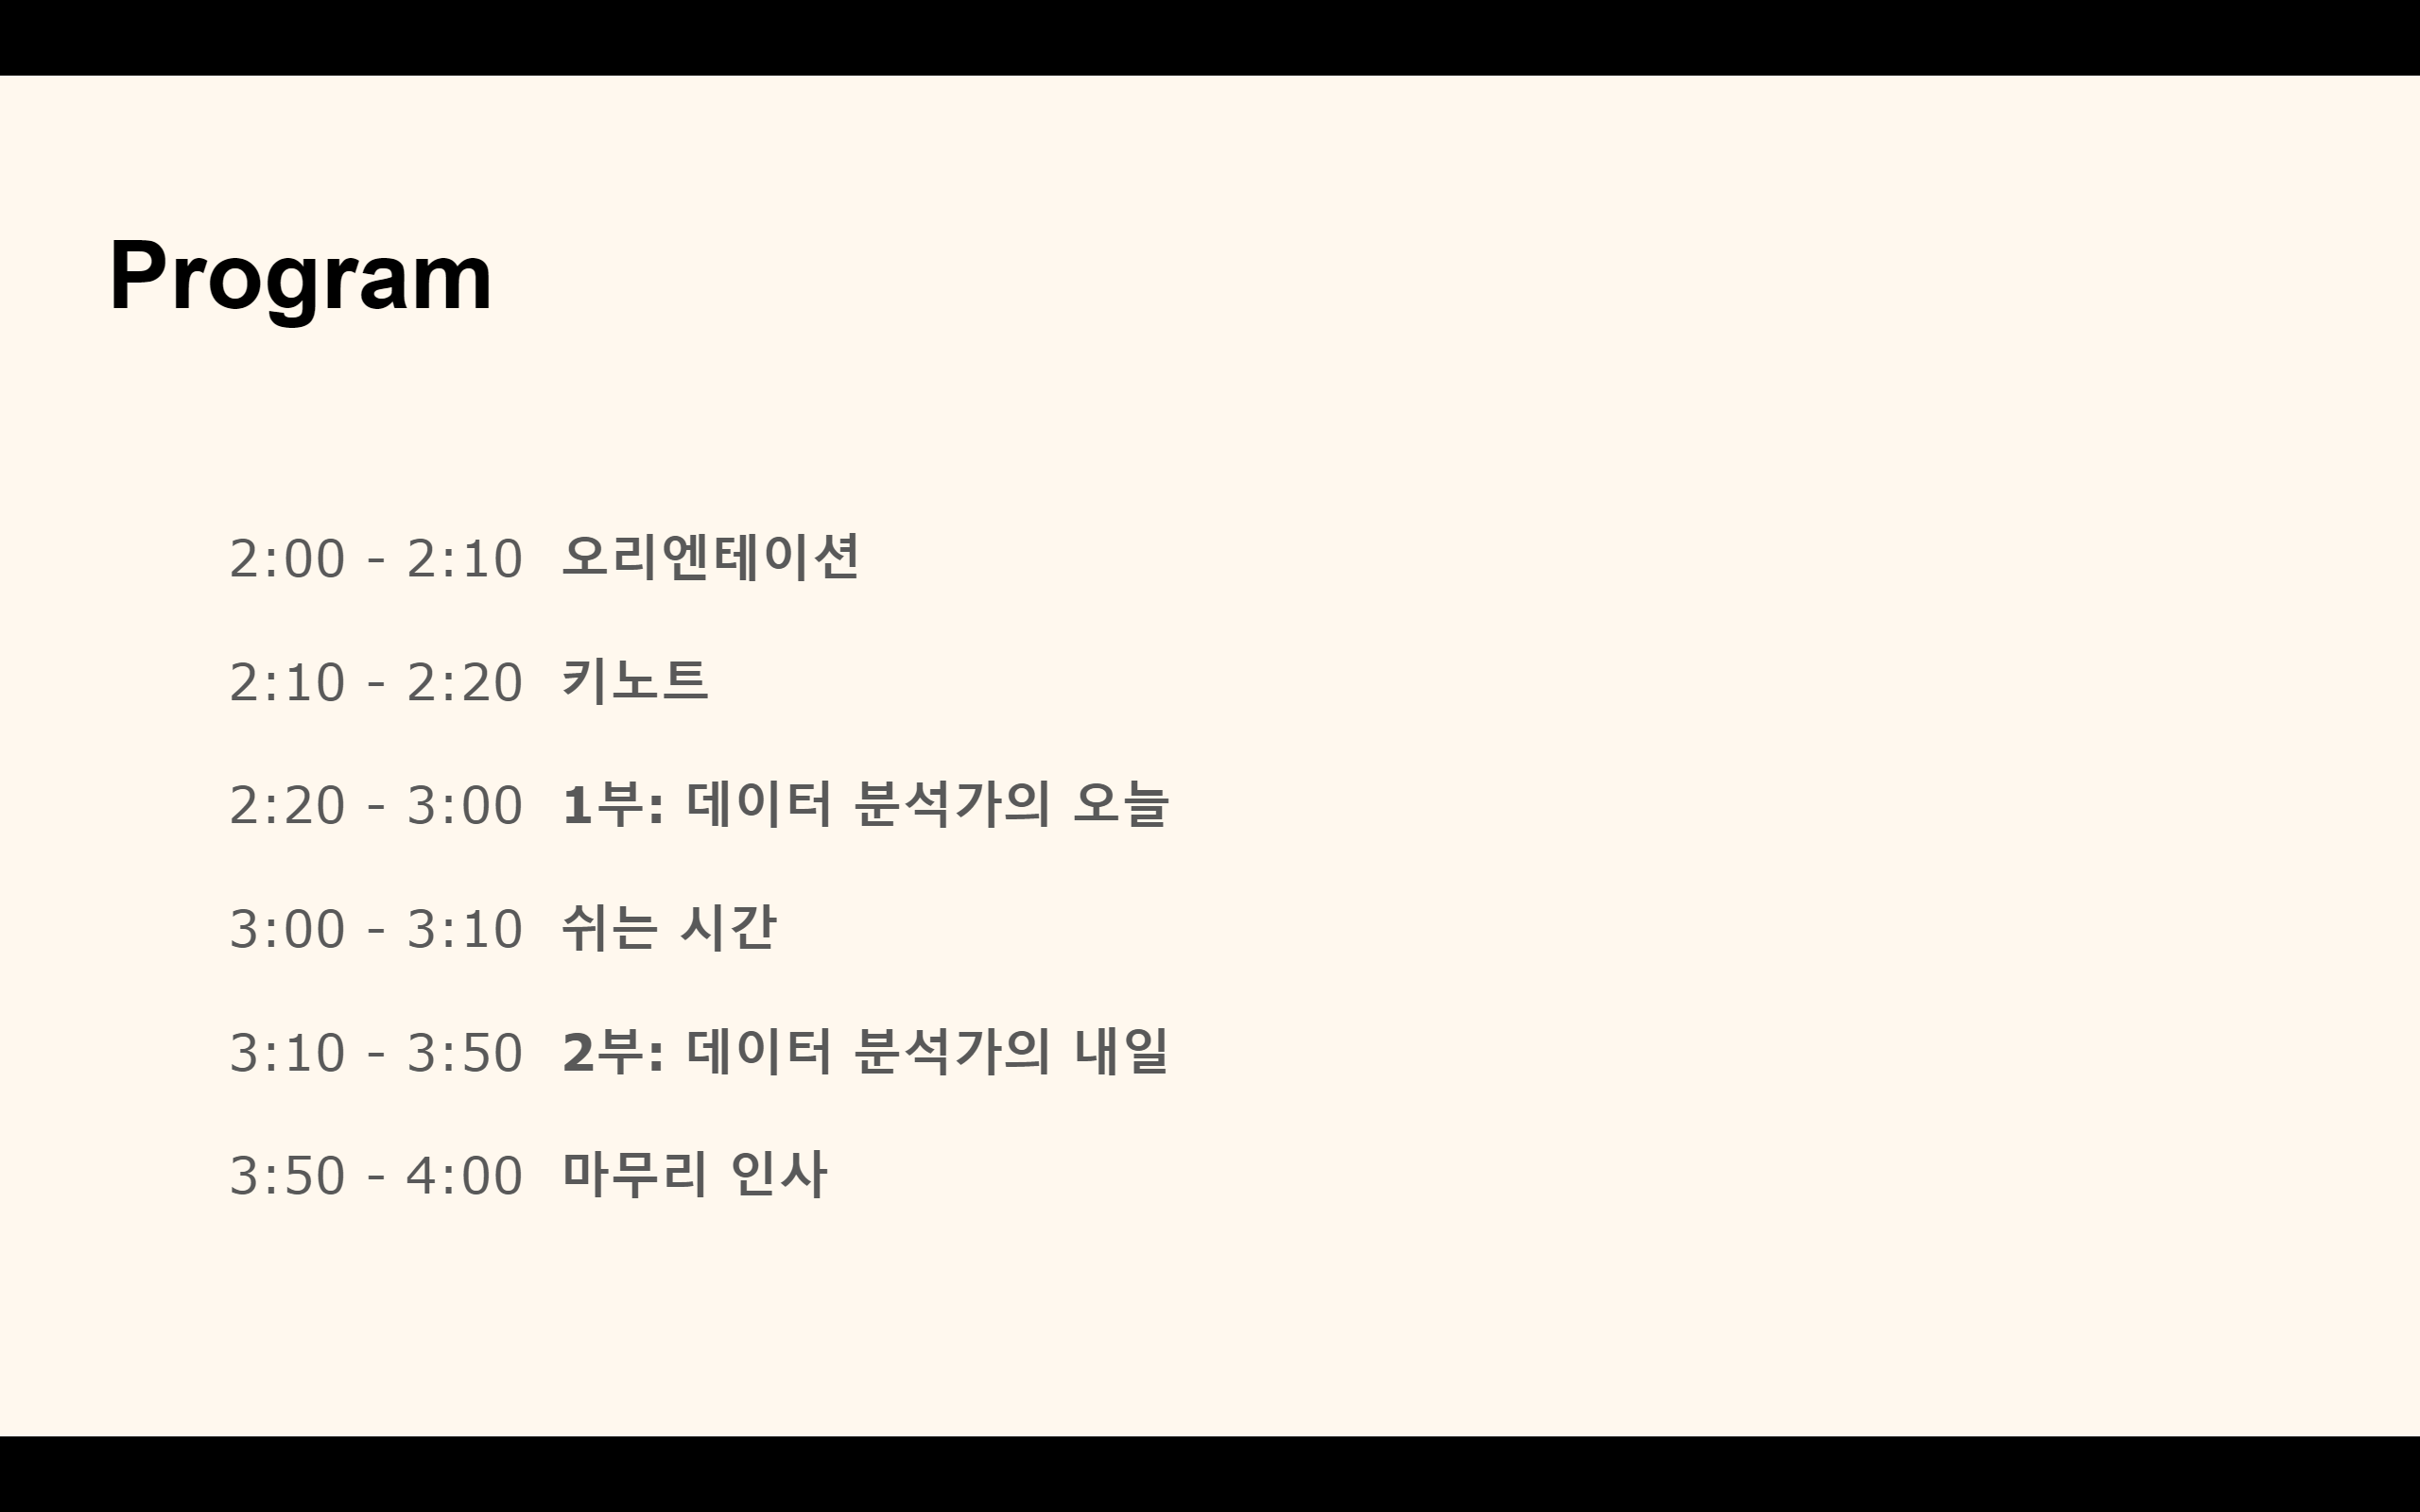 Program
2:00 - 2:10 오리엔테이션
2:10 - 2:20 키노트
2:20 - 3:00 1부: 데이터 분석가의 오늘
3:00 - 3:10 쉬는 시간
3:10 - 3:50 2부: 데이터 분석가의 내일
3:50 - 4:00 마무리 인사